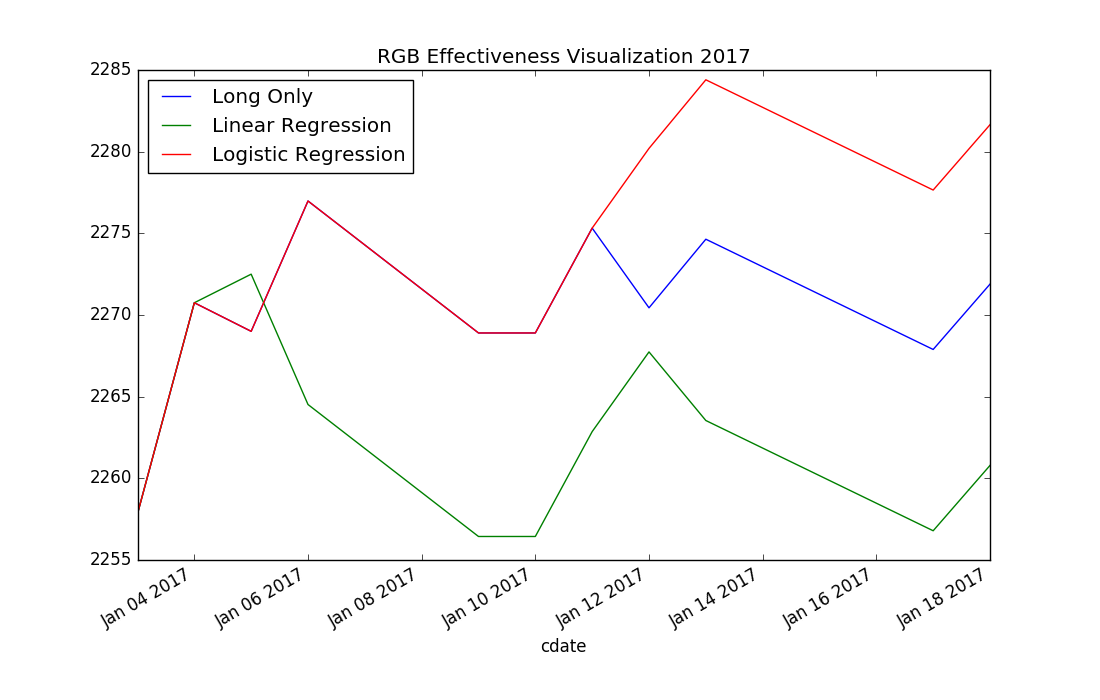 RGB Effectiveness Visualization 2017
2285
2280
2275
2270
2265
2260
2255
Long Only
Linear Regression
Logistic Regression
Jan 04 2017
Jan 06 2017
Jan 08 2017
Jan 10 2017
Jan 12 2017
Jan 14 2017
Jan 16 2017
Jan 18 2017
cdate